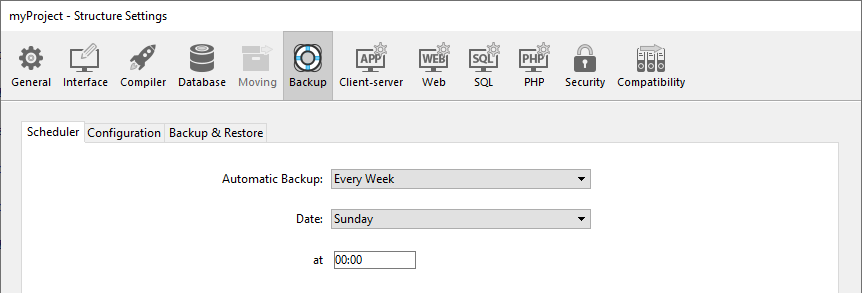 myProject - Structure Settings
APP WEB SQL PHP
General Interface Compiler Database Moving Backup Client-server Web SQL PHP Security Compatibility
Scheduler Configuration Backup & Restore
Automatic Backup: Every Week
Date: Sunday
at 00:00